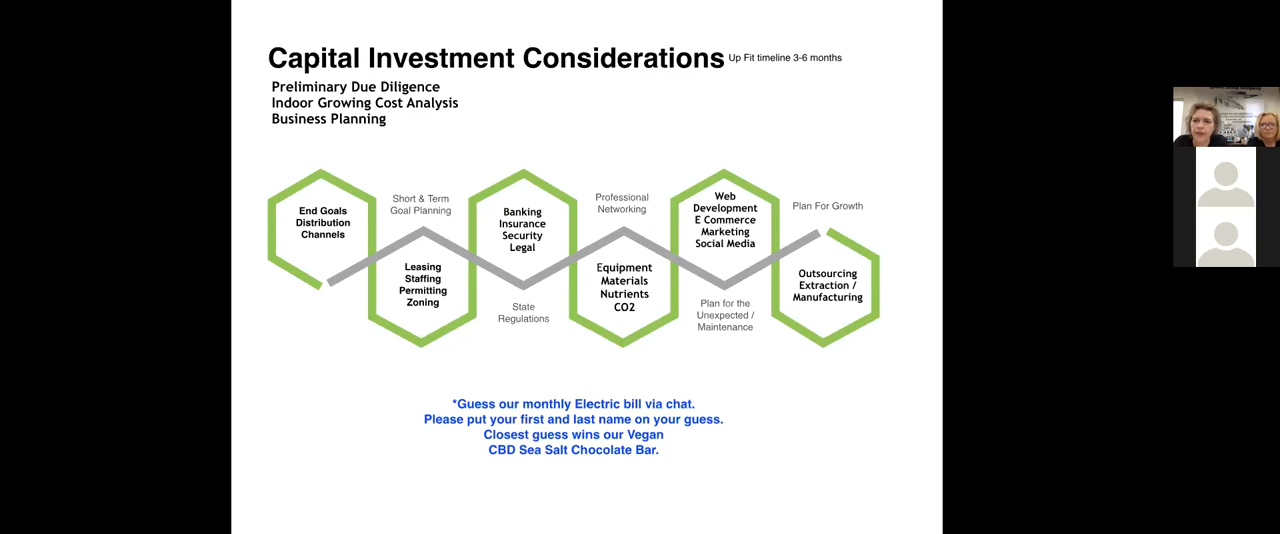 Capital Investment Considerations Up Fit timeline 3-6 months
Preliminary Due Diligence
Indoor Growing Cost Analysis
Business Planning
End Goals
Distribution
Channels
Short & Term
Goal Planning
Leasing
Staffing
Permitting
Zoning
Banking
Insurance
Security
Legal
State
Regulations
Professional
Networking
Equipment
Materials
Nutrients
CO2
Web
Development
E Commerce
Marketing
Social Media
Plan for the
Unexpected /
Maintenance
Plan For Growth
Outsourcing
Extraction /
Manufacturing
*Guess our monthly Electric bill via chat.
Please put your first and last name on your guess.
Closest guess wins our Vegan
CBD Sea Salt Chocolate Bar.